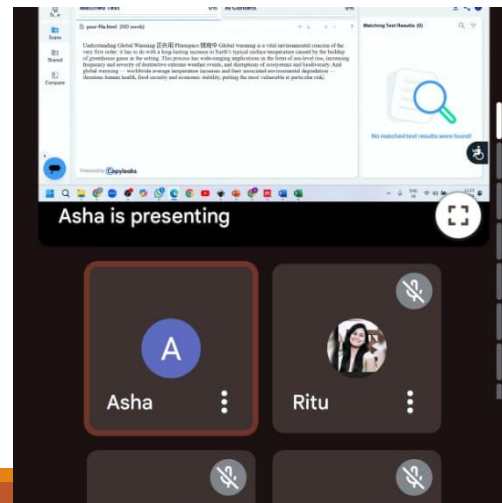 Matched Text 0% AI Content 0%
your-file.html (100 words)
Matching Text Results (0)
Scans
Shared
Compare
Understanding Global Warming 正在用 Plumspace 搜尋中 Global warming is a vital environmental concern of the
very first order: it has to do with a long-lasting increase in Earth's typical surface temperature caused by the buildup
of greenhouse gases in the setting. This process has wide-ranging implications in the form of sea-level rise, increasing
frequency and severity of destructive extreme weather events, and disruptions of ecosystems and biodiversity. And
global warming — worldwide average temperature increases and their associated environmental degradation —
threatens human health, food security and economic stability, putting the most vulnerable at particular risk.
No matched text results were found!
Powered by Copyleaks
Asha is presenting
A
Asha
Ritu